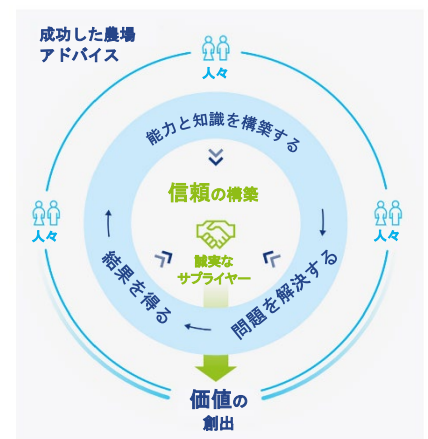 成功した農場
アドバイス
人々
能力と知識を構築する
信頼の構築
人々
人々
誠実な
サプライヤー
結果を得る
問題を解決する
価値の
創出